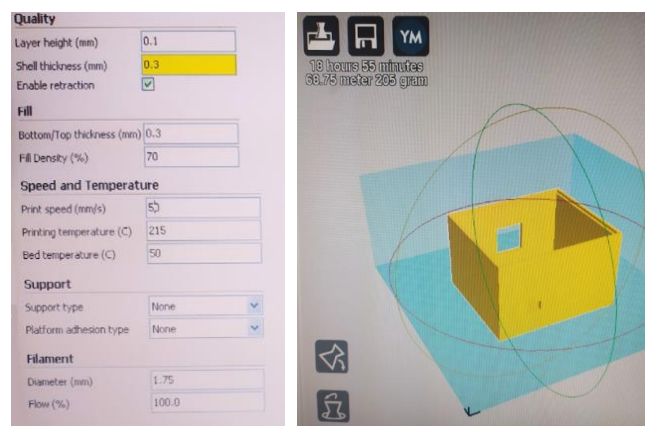 Quality
Layer height (mm) 0.1
Shell thickness (mm) 0.3
Enable retraction
Fill
Bottom/Top thickness (mm) 0.3
Fill Density (%) 70
Speed and Temperature
Print speed (mm/s)
Printing temperature (C) 215
Bed temperature (C) 50
Support
Support type None
Platform adhesion type None
Filament
Diameter (mm) 1.75
Flow (%) 100.0
YM
18 hours 55 minutes
68.75 meter 205 gram